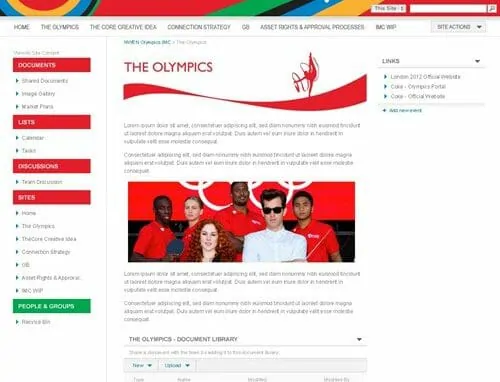 This Site
HOME THE OLYMPICS THE CORE CREATIVE IDEA CONNECTION STRATEGY GB ASSET RIGHTS & APPROVAL PROCESSES IMC WIP SITE ACTIONS
View All Site Content
DOCUMENTS
Shared Documents
Image Gallery
Market Plans
LISTS
Calendar
Tasks
DISCUSSIONS
Team Discussion
SITES
Home
The Olympics
TheCore Creative Idea
Connection Strategy
GB
Asset Rights & Approval...
IMC WIP
PEOPLE & GROUPS
Recycle Bin
Olympics IMC > The Olympics
THE OLYMPICS
Lorem ipsum dolor sit amet, consectetuer adipiscing elit, sed diam nonummy nibh euismod tincidunt
ut laoreet dolore magna aliquam erat volutpat. Duis autem vel eum iriure dolor in hendrerit in
vulputate velit esse molestie consequat.
Consectetuer adipiscing elit, sed diam nonummy nibh euismod tincidunt ut laoreet dolore magna
aliquam erat volutpat. Duis autem vel eum iriure dolor in hendrerit in vulputate velit esse molestie
consequat.
Lorem ipsum dolor sit amet, consectetuer adipiscing elit, sed diam nonummy nibh euismod tincidunt
ut laoreet dolore magna aliquam erat volutpat. Duis autem vel eum iriure dolor in hendrerit in
vulputate velit esse molestie consequat.
Consectetuer adipiscing elit, sed diam nonummy nibh euismod tincidunt ut laoreet dolore magna
aliquam erat volutpat. Duis autem vel eum iriure dolor in hendrerit in vulputate velit esse molestie
consequat.
THE OLYMPICS - DOCUMENT LIBRARY
Share a document with the team by adding it to this document library.
New Upload
Type Name Modified Modified By
LINKS
London 2012 Official Website
Coke - Olympics Portal
Coke - Official Website
Add new event